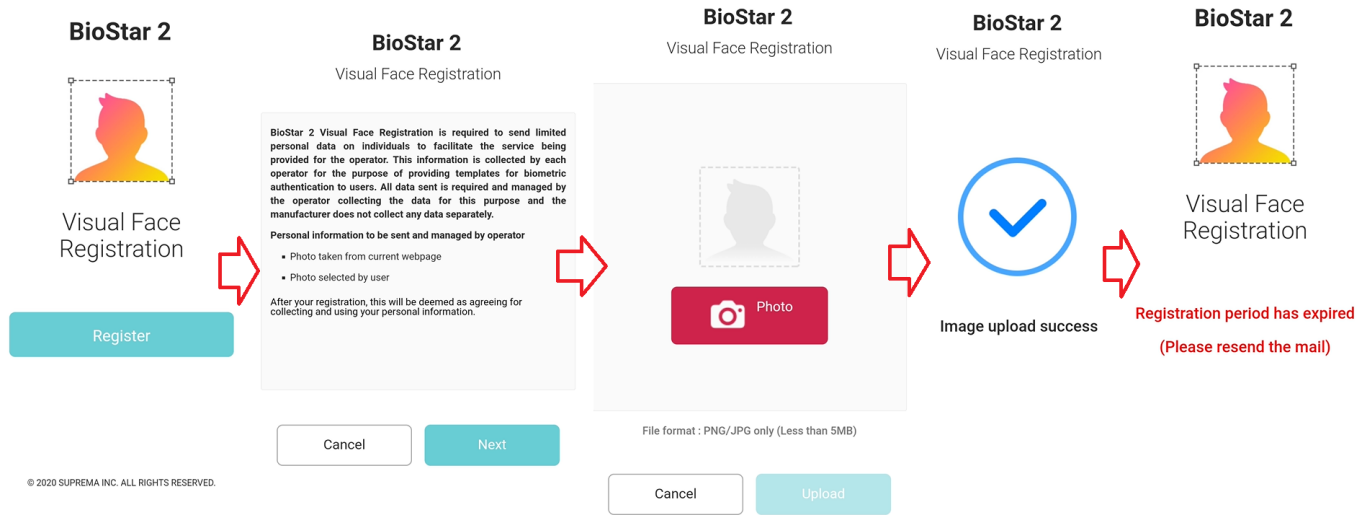 BioStar 2
Visual Face
Registration
Register
© 2020 SUPREMA INC. ALL RIGHTS RESERVED.
BioStar 2
Visual Face Registration
BioStar 2 Visual Face Registration is required to send limited
personal data on individuals to facilitate the service being
provided for the operator. This information is collected by each
operator for the purpose of providing templates for biometric
authentication to users. All data sent is required and managed by
the operator collecting the data for this purpose and the
manufacturer does not collect any data separately.
Personal information to be sent and managed by operator
▪ Photo taken from current webpage
▪ Photo selected by user
After your registration, this will be deemed as agreeing for
collecting and using your personal information.
Cancel
Next
BioStar 2
Visual Face Registration
Photo
File format : PNG/JPG only (Less than 5MB)
Cancel
Upload
BioStar 2
Visual Face Registration
Image upload success
BioStar 2
Visual Face
Registration
Registration period has expired
(Please resend the mail)